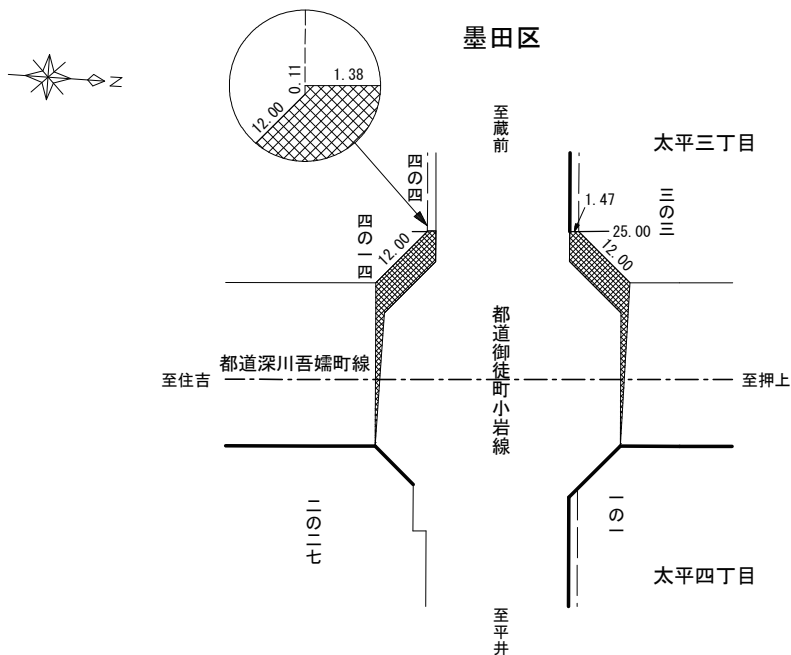 墨田区
N
0.11
1.38
12.00
至蔵前
太平三丁目
四の四
1.47
三の三
四の一四
12.00
25.00
12.00
都道御徒町小岩線
都道深川吾嬬町線
至住吉
至押上
二の二七
一の一
太平四丁目
至平井